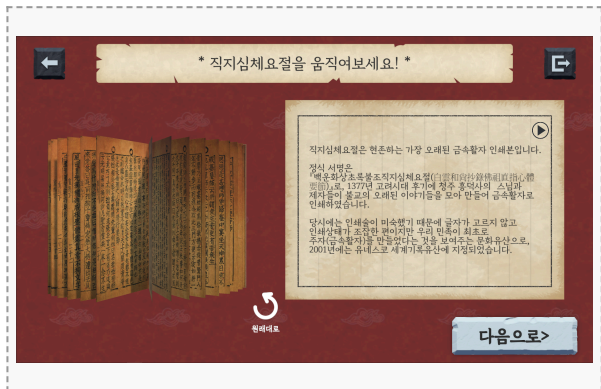 * 직지심체요절을 움직여보세요! *
직지심체요절은 현존하는 가장 오래된 금속활자 인쇄본입니다.
정식 서명은
『백운화상초록불조직지심체요절(白雲和尙抄錄佛祖直指心體
要節)』로, 1377년 고려시대 후기에 청주 흥덕사의 스님과
제자들이 불교의 오래된 이야기들을 모아 만들어 금속활자로
인쇄하였습니다.
당시에는 인쇄술이 미숙했기 때문에 글자가 고르지 않고
인쇄상태가 조잡한 편이지만 우리 민족이 최초로
주자(금속활자)를 만들었다는 것을 보여주는 문화유산으로,
2001년에는 유네스코 세계기록유산에 지정되었습니다.
원래대로
다음으로>